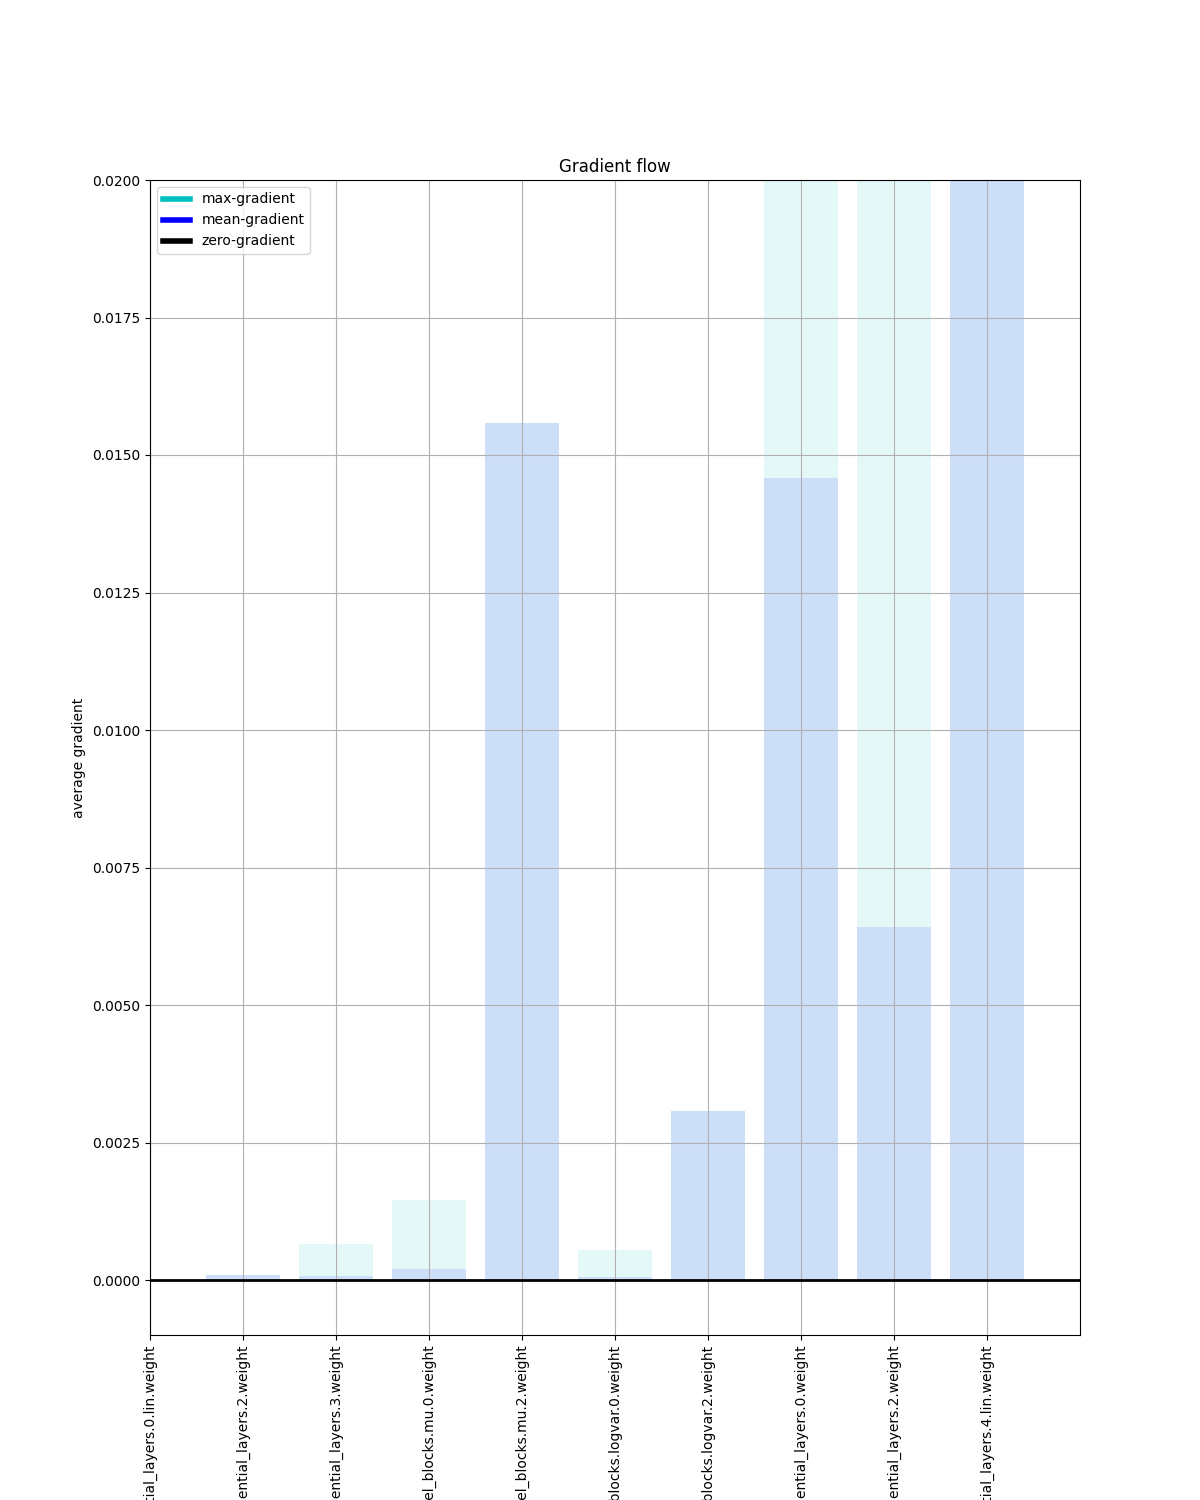 Gradient flow
max-gradient
mean-gradient
zero-gradient
0.0200
0.0175
0.0150
0.0125
0.0100
0.0075
0.0050
0.0025
0.0000
average gradient
tial_layers.0.lin.weight
ential_layers.2.weight
ential_layers.3.weight
el_blocks.mu.0.weight
el_blocks.mu.2.weight
blocks.logvar.0.weight
blocks.logvar.2.weight
ential_layers.0.weight
ential_layers.2.weight
tial_layers.4.lin.weight